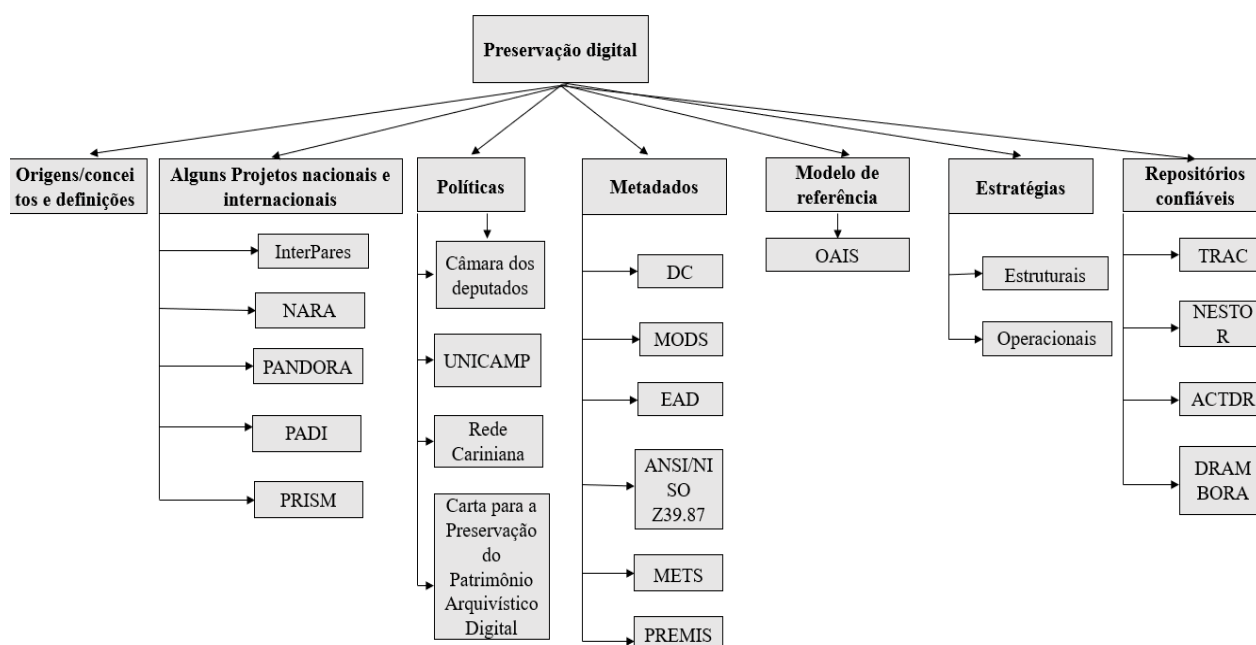 Preservação digital
Origens/concei
tos e definições
Alguns Projetos nacionais e
internacionais
Políticas
Metadados
Modelo de
referência
Estratégias
Repositórios
confiáveis
InterPares
NARA
PANDORA
PADI
PRISM
Câmara dos
deputados
UNICAMP
Rede
Cariniana
Carta para a
Preservação
do
Patrimônio
Arquivístico
Digital
DC
MODS
EAD
ANSI/NI
SO
Z39.87
METS
PREMIS
OAIS
Estruturais
Operacionais
TRAC
NESTO
R
ACTDR
DRAM
BORA